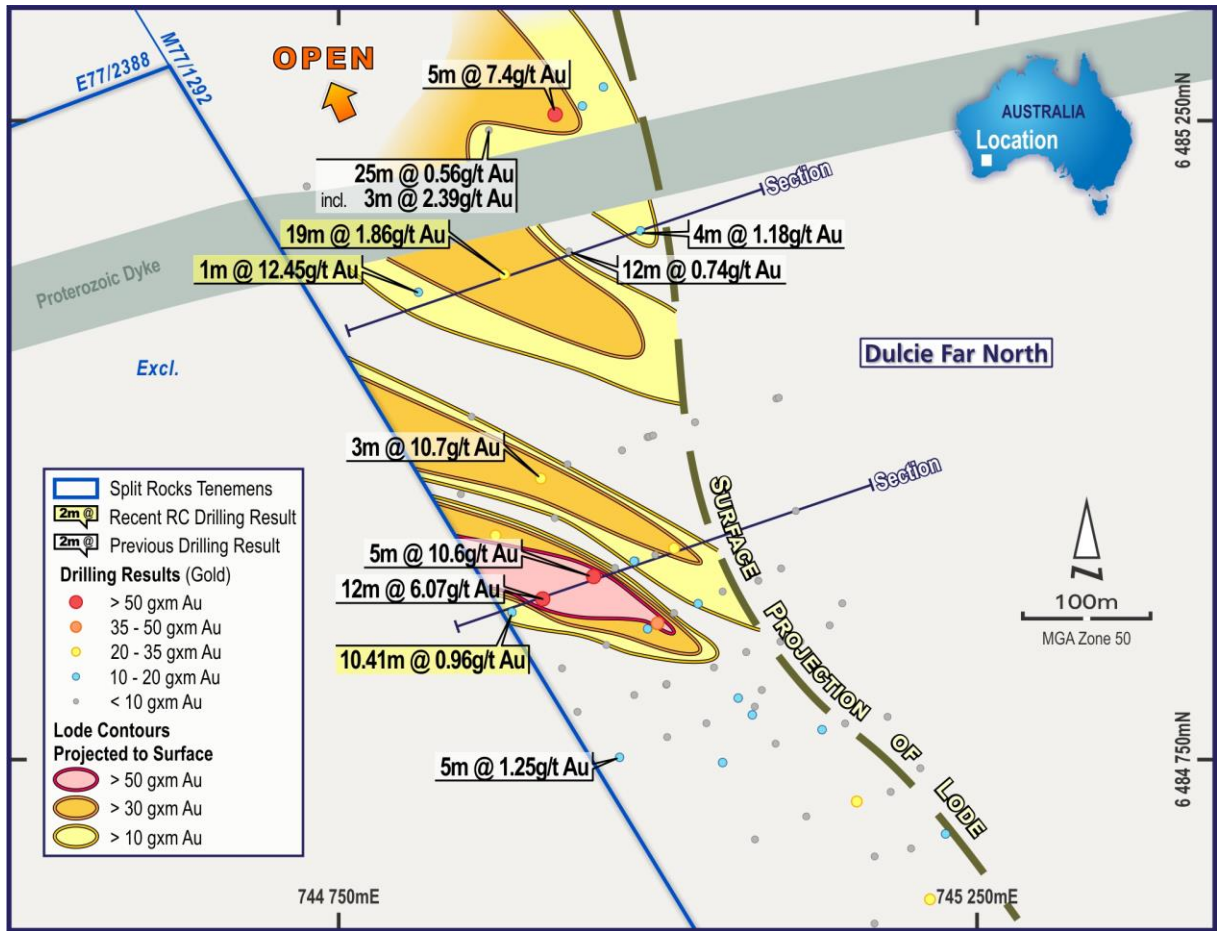 OPEN
E77/2388
M77/1292
5m @ 7.4g/t Au
AUSTRALIA
Location
6 485 250mN
25m @ 0.56g/t Au
incl. 3m @ 2.39g/t Au
Section
19m @ 1.86g/t Au
4m @ 1.18g/t Au
12m @ 0.74g/t Au
1m @ 12.45g/t Au
Proterozoic Dyke
Excl.
Dulcie Far North
3m @ 10.7g/t Au
Section
SURFACE PROJECTION OF LODE
5m @ 10.6g/t Au
12m @ 6.07g/t Au
10.41m @ 0.96g/t Au
5m @ 1.25g/t Au
N
100m
MGA Zone 50
6 484 750mN
Split Rocks Tenemens
2m @ Recent RC Drilling Result
2m @ Previous Drilling Result
Drilling Results (Gold)
> 50 gxm Au
35 - 50 gxm Au
20 - 35 gxm Au
10 - 20 gxm Au
< 10 gxm Au
Lode Contours
Projected to Surface
> 50 gxm Au
> 30 gxm Au
> 10 gxm Au
744 750mE
745 250mE